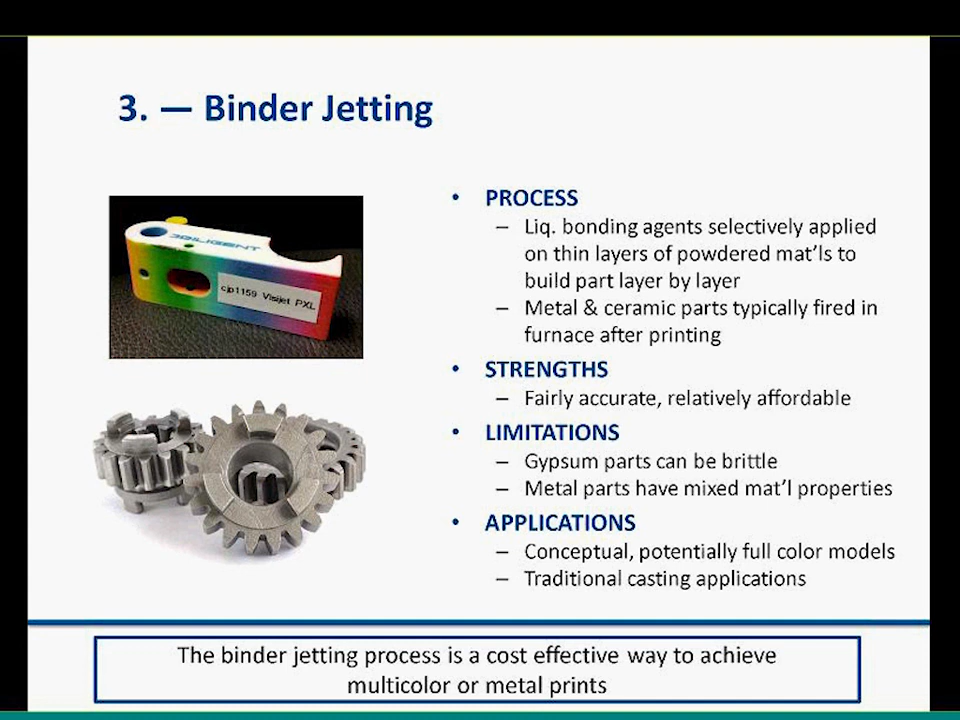 3. — Binder Jetting
3DILIGENT
cjp1159 Visijet PXL
• PROCESS
– Liq. bonding agents selectively applied
on thin layers of powdered mat'ls to
build part layer by layer
– Metal & ceramic parts typically fired in
furnace after printing
• STRENGTHS
– Fairly accurate, relatively affordable
• LIMITATIONS
– Gypsum parts can be brittle
– Metal parts have mixed mat'l properties
• APPLICATIONS
– Conceptual, potentially full color models
– Traditional casting applications
The binder jetting process is a cost effective way to achieve
multicolor or metal prints